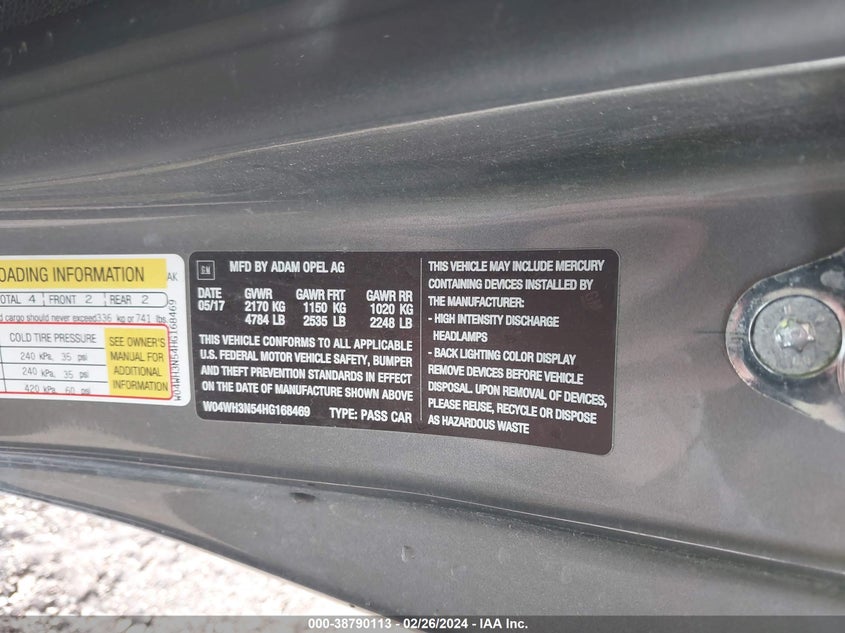 OADING INFORMATION
AK
OTAL 4 FRONT 2 REAR 2
d cargo should never exceed 336 kg or 741 lbs.
COLD TIRE PRESSURE
240 kPa, 35 psi
240 kPa, 35 psi
420 kPa, 60 psi
SEE OWNER'S
MANUAL FOR
ADDITIONAL
INFORMATION
W04WH3N54HG168469
GM
MFD BY ADAM OPEL AG
DATE GVWR GAWR FRT GAWR RR
05/17 2170 KG 1150 KG 1020 KG
4784 LB 2535 LB 2248 LB
THIS VEHICLE CONFORMS TO ALL APPLICABLE
U.S. FEDERAL MOTOR VEHICLE SAFETY, BUMPER
AND THEFT PREVENTION STANDARDS IN EFFECT
ON THE DATE OF MANUFACTURE SHOWN ABOVE
W04WH3N54HG168469 TYPE: PASS CAR
THIS VEHICLE MAY INCLUDE MERCURY
CONTAINING DEVICES INSTALLED BY
THE MANUFACTURER:
- HIGH INTENSITY DISCHARGE
HEADLAMPS
- BACK LIGHTING COLOR DISPLAY
REMOVE DEVICES BEFORE VEHICLE
DISPOSAL. UPON REMOVAL OF DEVICES,
PLEASE REUSE, RECYCLE OR DISPOSE
AS HAZARDOUS WASTE
000-38790113 - 02/26/2024 - IAA Inc.